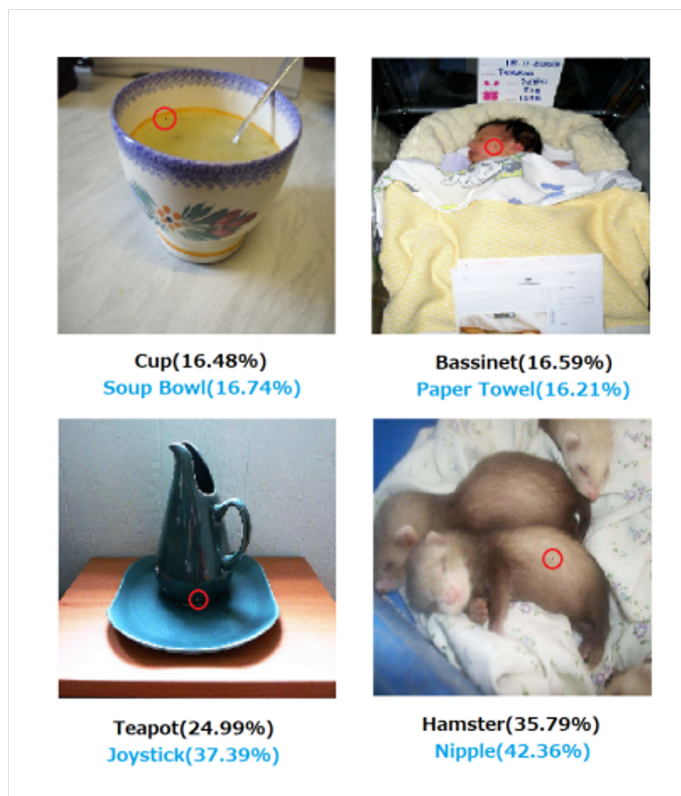 Cup(16.48%)
Soup Bowl(16.74%)
Bassinet(16.59%)
Paper Towel(16.21%)
Teapot(24.99%)
Joystick(37.39%)
Hamster(35.79%)
Nipple(42.36%)